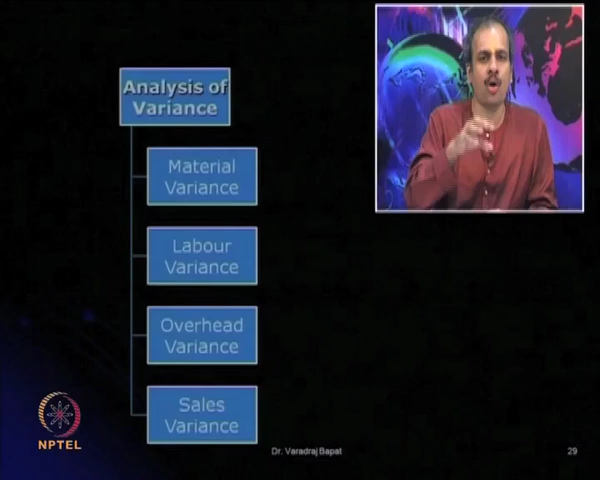 Analysis of
Variance
Material
Variance
Labour
Variance
Overhead
Variance
Sales
Variance
NPTEL
Dr. Varadraj Bapat
29